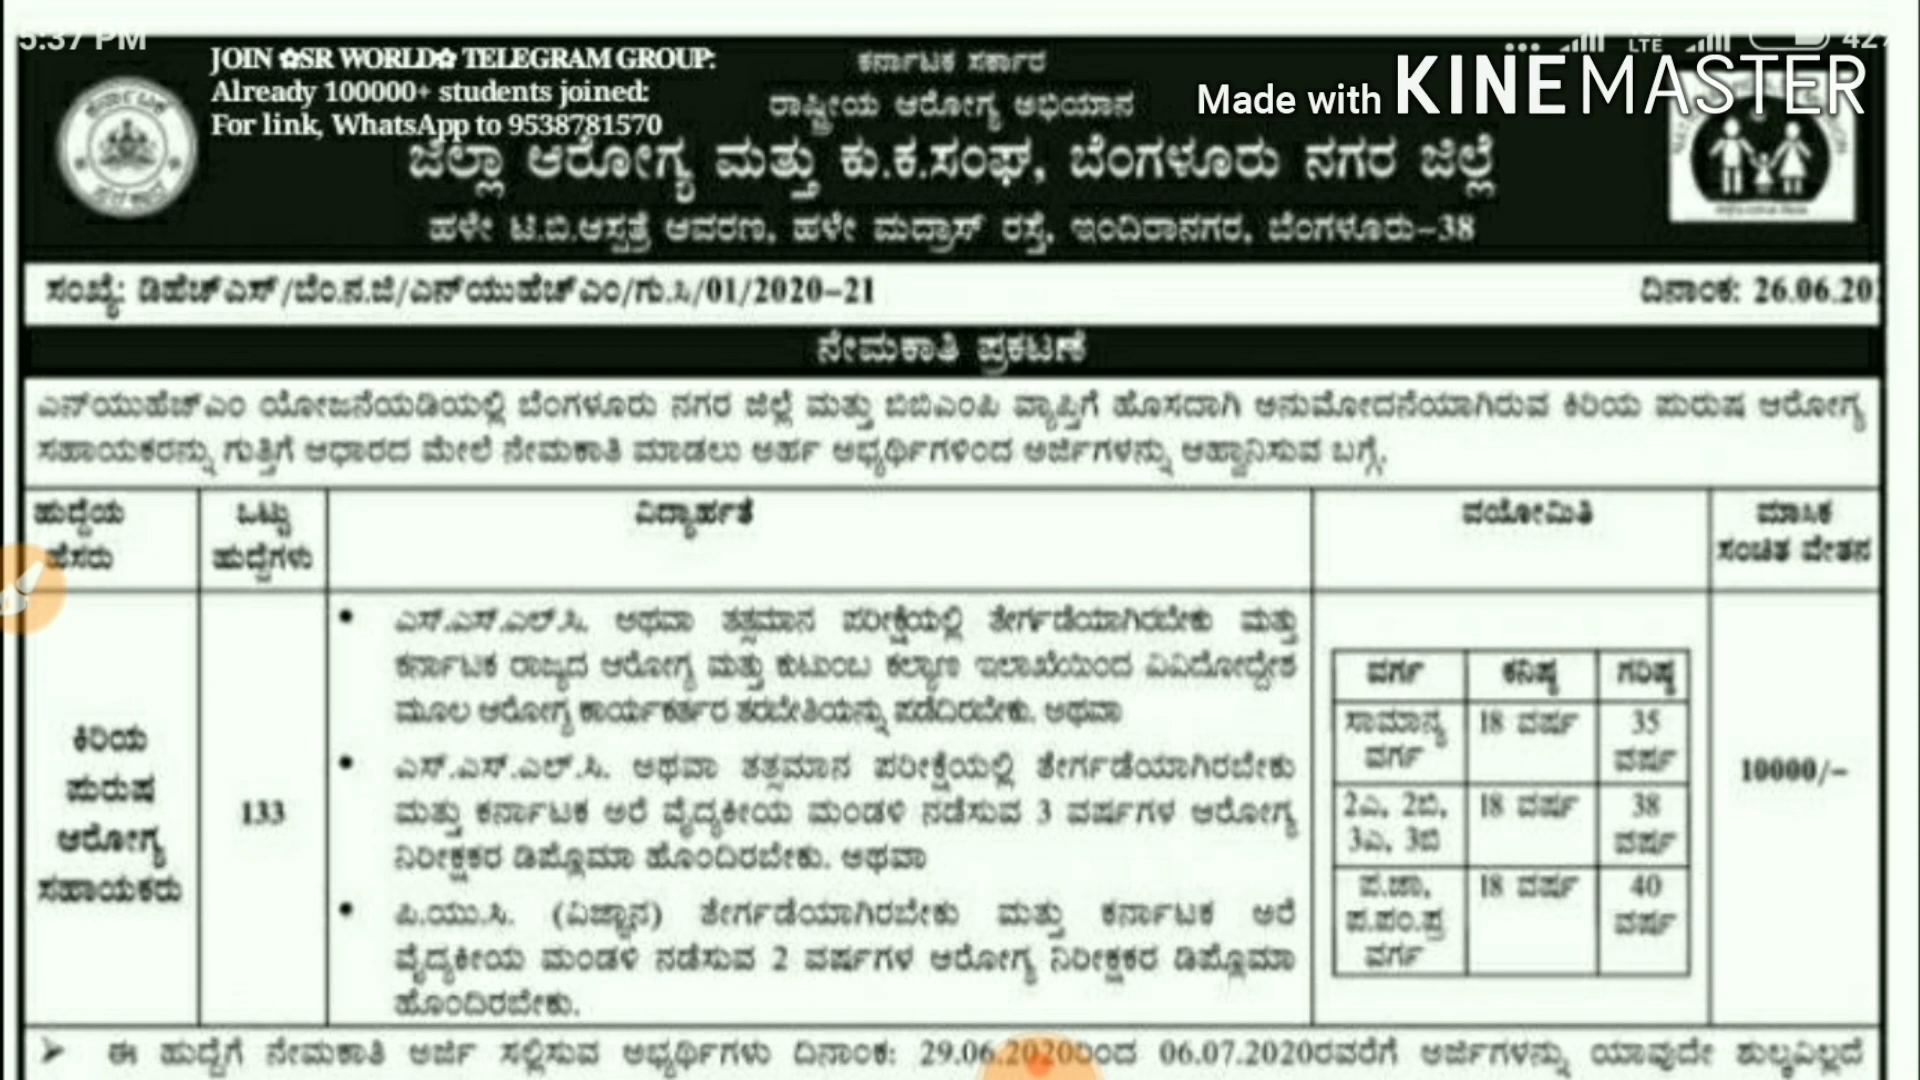 5:37 PM
LTE
42
JOIN ✿SR WORLD✿ TELEGRAM GROUP:
Already 100000+ students joined:
For link, WhatsApp to 9538781570
Made with KINEMASTER
ಕರ್ನಾಟಕ ಸರ್ಕಾರ
ರಾಷ್ಟ್ರೀಯ ಆರೋಗ್ಯ ಅಭಿಯಾನ
ಜಿಲ್ಲಾ ಆರೋಗ್ಯ ಮತ್ತು ಕು.ಕ.ಸಂಘ, ಬೆಂಗಳೂರು ನಗರ ಜಿಲ್ಲೆ
ಹಳೇ ಟಿ.ಬಿ.ಆಸ್ಪತ್ರೆ ಆವರಣ, ಹಳೇ ಮದ್ರಾಸ್ ರಸ್ತೆ, ಇಂದಿರಾನಗರ, ಬೆಂಗಳೂರು-38
ಸಂಖ್ಯೆ: ಡಿಹೆಚ್‌ಎಸ್/ಬೆಂ.ನ.ಜಿ/ಎನ್‌ಯುಹೆಚ್‌ಎಂ/ಗು.ಸಿ/01/2020-21
ದಿನಾಂಕ: 26.06.20
ನೇಮಕಾತಿ ಪ್ರಕಟಣೆ
ಎನ್‌ಯುಹೆಚ್‌ಎಂ ಯೋಜನೆಯಡಿಯಲ್ಲಿ ಬೆಂಗಳೂರು ನಗರ ಜಿಲ್ಲೆ ಮತ್ತು ಬಿಬಿಎಂಪಿ ವ್ಯಾಪ್ತಿಗೆ ಹೊಸದಾಗಿ ಅನುಮೋದನೆಯಾಗಿರುವ ಕಿರಿಯ ಪುರುಷ ಆರೋಗ್ಯ
ಸಹಾಯಕರನ್ನು ಗುತ್ತಿಗೆ ಆಧಾರದ ಮೇಲೆ ನೇಮಕಾತಿ ಮಾಡಲು ಅರ್ಹ ಅಭ್ಯರ್ಥಿಗಳಿಂದ ಅರ್ಜಿಗಳನ್ನು ಆಹ್ವಾನಿಸುವ ಬಗ್ಗೆ.
ಹುದ್ದೆಯ
ಹೆಸರು
ಒಟ್ಟು
ಹುದ್ದೆಗಳು
ವಿದ್ಯಾರ್ಹತೆ
ವಯೋಮಿತಿ
ಮಾಸಿಕ
ಸಂಚಿತ ವೇತನ
ಕಿರಿಯ
ಪುರುಷ
ಆರೋಗ್ಯ
ಸಹಾಯಕರು
133
• ಎಸ್.ಎಸ್.ಎಲ್.ಸಿ. ಅಥವಾ ತತ್ಸಮಾನ ಪರೀಕ್ಷೆಯಲ್ಲಿ ತೇರ್ಗಡೆಯಾಗಿರಬೇಕು ಮತ್ತು
ಕರ್ನಾಟಕ ರಾಜ್ಯದ ಆರೋಗ್ಯ ಮತ್ತು ಕುಟುಂಬ ಕಲ್ಯಾಣ ಇಲಾಖೆಯಿಂದ ವಿವಿದೋದ್ದೇಶ
ಮೂಲ ಆರೋಗ್ಯ ಕಾರ್ಯಕರ್ತರ ತರಬೇತಿಯನ್ನು ಪಡೆದಿರಬೇಕು. ಅಥವಾ
• ಎಸ್.ಎಸ್.ಎಲ್.ಸಿ. ಅಥವಾ ತತ್ಸಮಾನ ಪರೀಕ್ಷೆಯಲ್ಲಿ ತೇರ್ಗಡೆಯಾಗಿರಬೇಕು
ಮತ್ತು ಕರ್ನಾಟಕ ಅರೆ ವೈದ್ಯಕೀಯ ಮಂಡಳಿ ನಡೆಸುವ 3 ವರ್ಷಗಳ ಆರೋಗ್ಯ
ನಿರೀಕ್ಷಕರ ಡಿಪ್ಲೊಮಾ ಹೊಂದಿರಬೇಕು. ಅಥವಾ
• ಪಿ.ಯು.ಸಿ. (ವಿಜ್ಞಾನ) ತೇರ್ಗಡೆಯಾಗಿರಬೇಕು ಮತ್ತು ಕರ್ನಾಟಕ ಅರೆ
ವೈದ್ಯಕೀಯ ಮಂಡಳಿ ನಡೆಸುವ 2 ವರ್ಷಗಳ ಆರೋಗ್ಯ ನಿರೀಕ್ಷಕರ ಡಿಪ್ಲೊಮಾ
ಹೊಂದಿರಬೇಕು.
ವರ್ಗ ಕನಿಷ್ಠ ಗರಿಷ್ಠ
ಸಾಮಾನ್ಯ 18 ವರ್ಷ 35
ವರ್ಗ ವರ್ಷ
2ಎ, 2ಬಿ, 18 ವರ್ಷ 38
3ಎ, 3ಬಿ ವರ್ಷ
ಪ.ಜಾ, 18 ವರ್ಷ 40
ಪ.ಪಂ.ಪ್ರ ವರ್ಷ
ವರ್ಗ
10000/-
➤ ಈ ಹುದ್ದೆಗೆ ನೇಮಕಾತಿ ಅರ್ಜಿ ಸಲ್ಲಿಸುವ ಅಭ್ಯರ್ಥಿಗಳು ದಿನಾಂಕ: 29.06.2020ರಿಂದ 06.07.2020ರವರೆಗೆ ಅರ್ಜಿಗಳನ್ನು ಯಾವುದೇ ಶುಲ್ಕವಿಲ್ಲದೆ